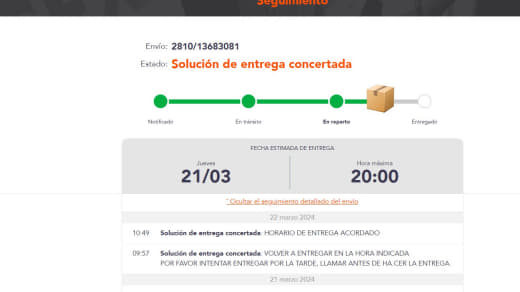 Seguimiento
Envío: 2810/13683081
Estado: Solución de entrega concertada
Notificado En tránsito En reparto Entregado
FECHA ESTIMADA DE ENTREGA
Jueves Hora máxima
21/03 20:00
ˆ Ocultar el seguimiento detallado del envío
22 marzo 2024
10:49 Solución de entrega concertada: HORARIO DE ENTREGA ACORDADO
09:57 Solución de entrega concertada: VOLVER A ENTREGAR EN LA HORA INDICADA
POR FAVOR INTENTAR ENTREGAR POR LA TARDE, LLAMAR ANTES DE HA CER LA ENTREGA.
21 marzo 2024